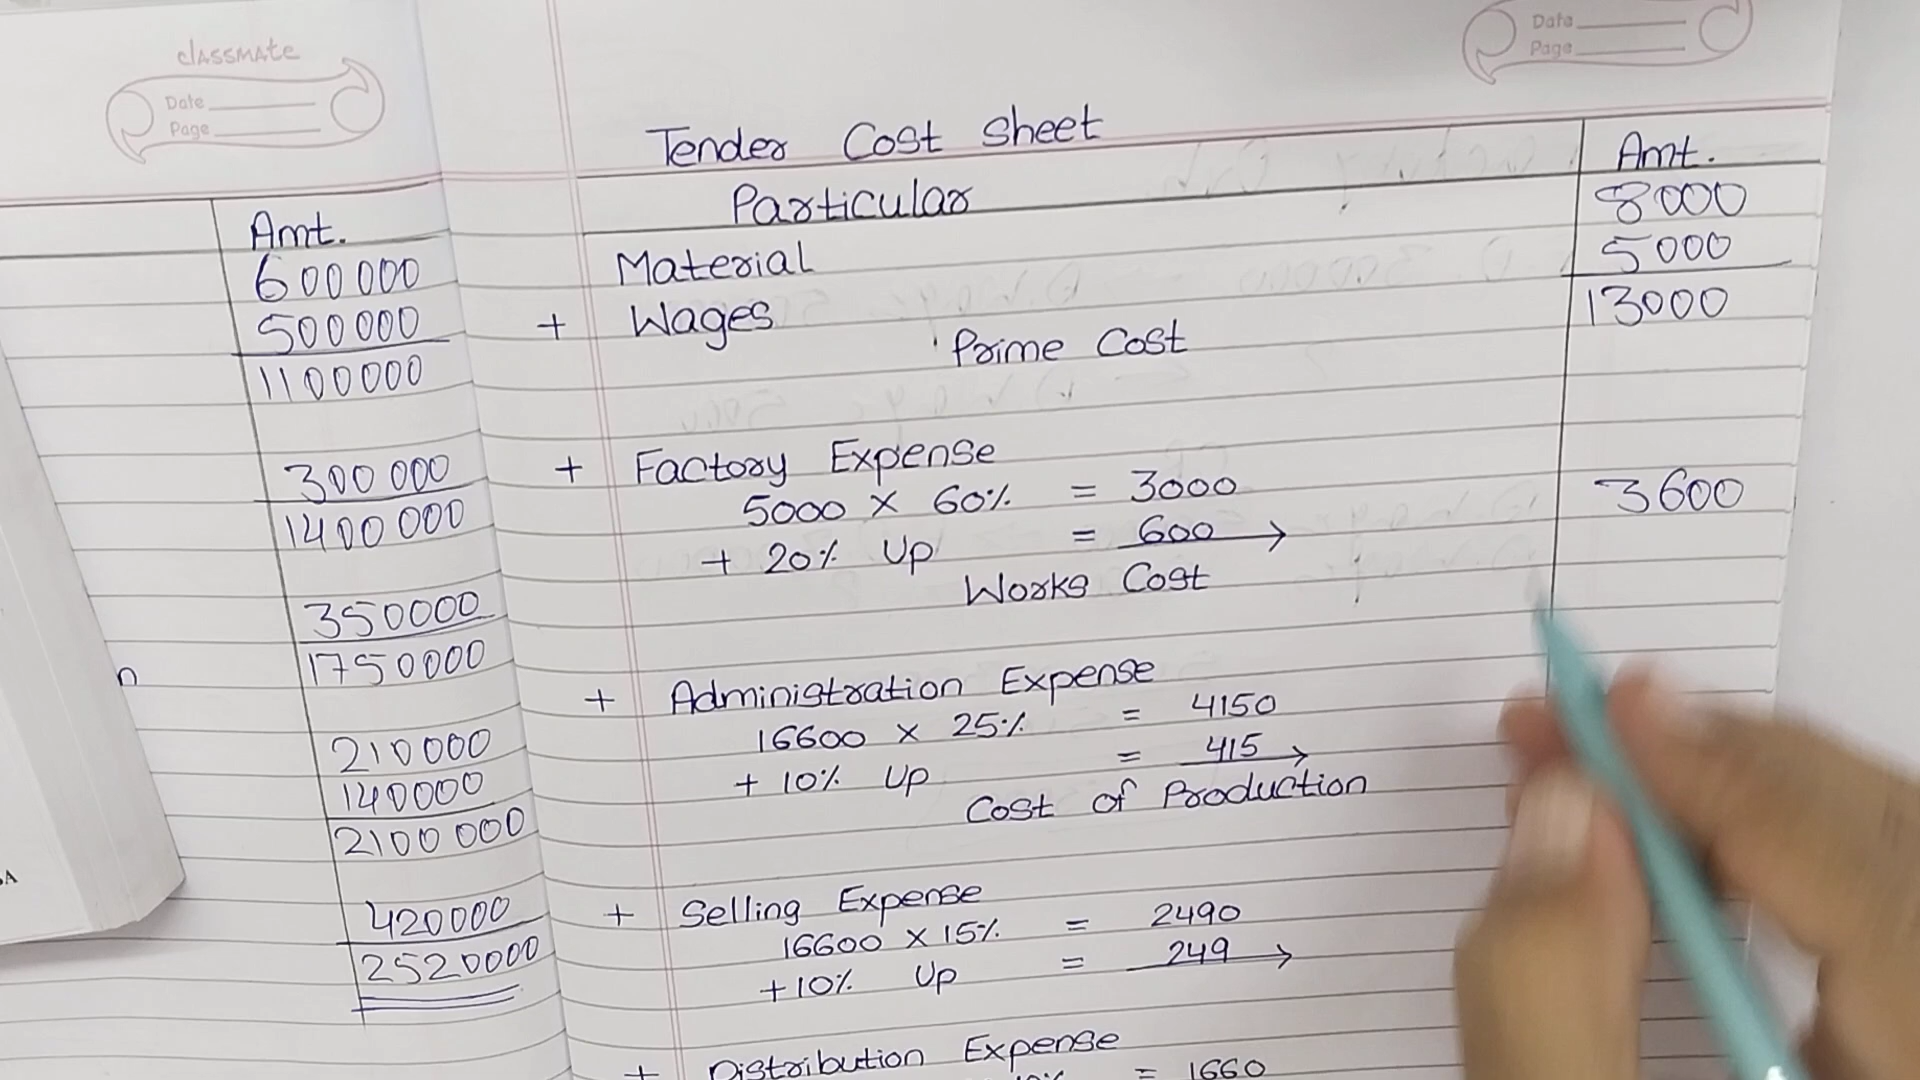 classmate
Date
Page
Amt.
600000
500000
1100000
300000
1400000
350000
1750000
n
210000
140000
2100000
420000
2520000
Date
Page
Tender Cost Sheet
Particular Amt.
Material 8000
+ Wages 5000
Prime Cost 13000
+ Factory Expense
5000 × 60% = 3000
+ 20% Up = 600 → 3600
Works Cost
+ Administration Expense
16600 × 25% = 4150
+ 10% Up = 415 →
Cost of Production
+ Selling Expense
16600 × 15% = 2490
+ 10% Up = 249 →
+ Distribution Expense
= 1660